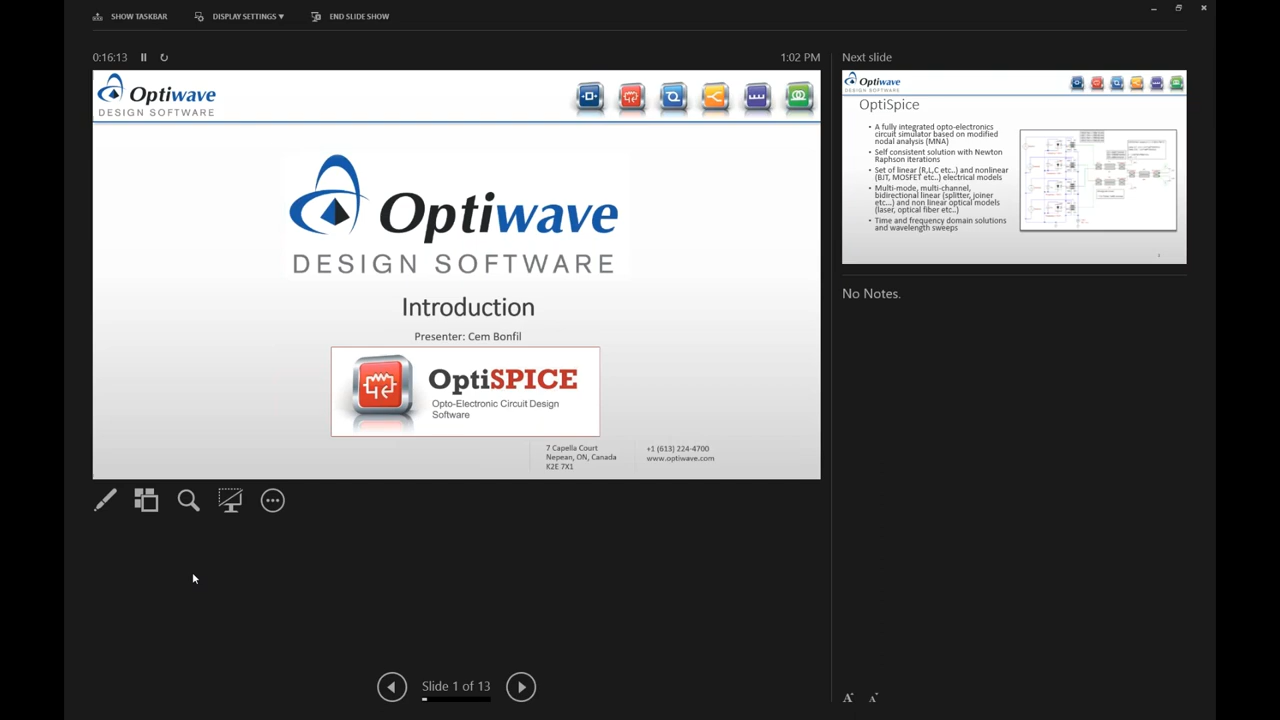 SHOW TASKBAR
DISPLAY SETTINGS ▼
END SLIDE SHOW
0:16:13
1:02 PM
Optiwave
DESIGN SOFTWARE
Optiwave
DESIGN SOFTWARE
Introduction
Presenter: Cem Bonfil
OptiSPICE
Opto-Electronic Circuit Design
Software
7 Capella Court
Nepean, ON, Canada
K2E 7X1
+1 (613) 224-4700
www.optiwave.com
Slide 1 of 13
Next slide
Optiwave
DESIGN SOFTWARE
OptiSpice
• A fully integrated opto-electronics
circuit simulator based on modified
nodal analysis (MNA)
• Self consistent solution with Newton
Raphson iterations
• Set of linear (R,L,C etc..) and nonlinear
(BJT, MOSFET etc..) electrical models
• Multi-mode, multi-channel,
bidirectional linear (splitter, joiner
etc...) and non linear optical models
(laser, optical fiber etc..)
• Time and frequency domain solutions
and wavelength sweeps
No Notes.
A A